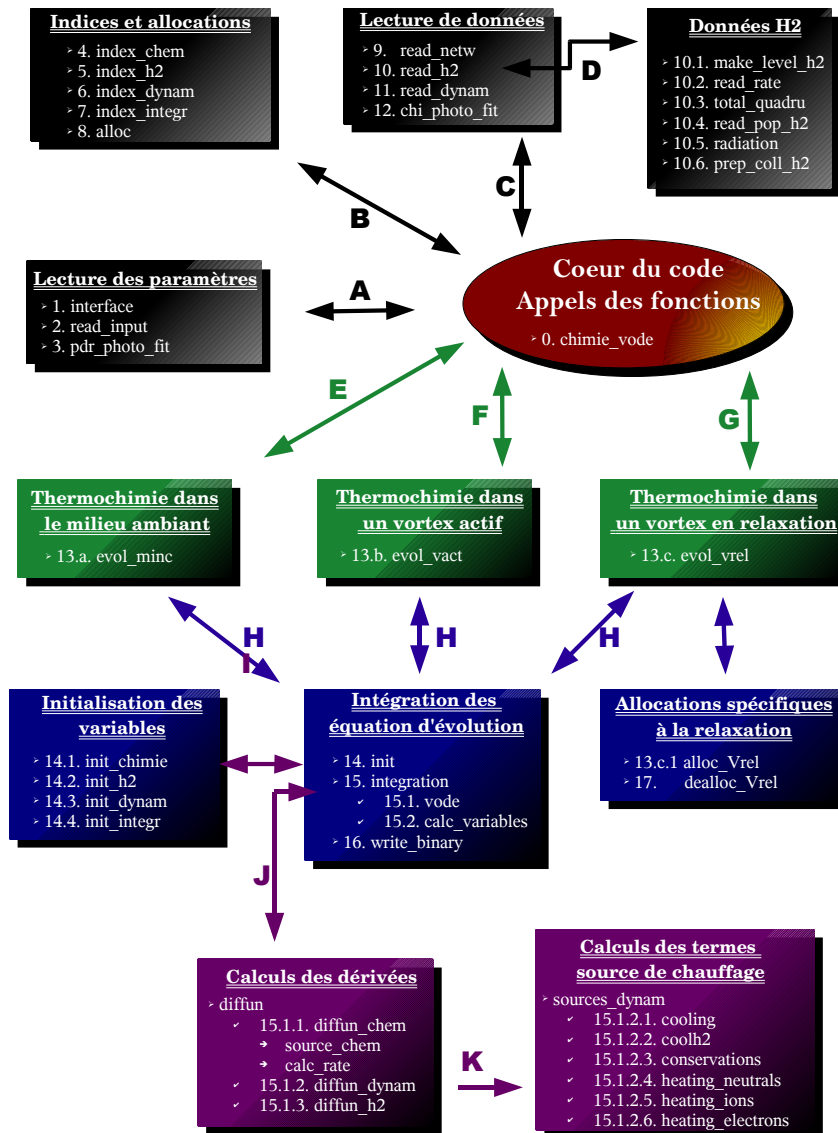 Indices et allocations
4. index_chem
5. index_h2
6. index_dynam
7. index_integr
8. alloc
Lecture de données
9. read_netw
10. read_h2
11. read_dynam
12. chi_photo_fit
D
Données H2
10.1. make_level_h2
10.2. read_rate
10.3. total_quadru
10.4. read_pop_h2
10.5. radiation
10.6. prep_coll_h2
B
C
Lecture des paramètres
1. interface
2. read_input
3. pdr_photo_fit
A
Coeur du code
Appels des fonctions
0. chimie_vode
E
F
G
Thermochimie dans
le milieu ambiant
13.a. evol_minc
Thermochimie dans
un vortex actif
13.b. evol_vact
Thermochimie dans
un vortex en relaxation
13.c. evol_vrel
H
H
H
I
Initialisation des
variables
14.1. init_chimie
14.2. init_h2
14.3. init_dynam
14.4. init_integr
Intégration des
équation d'évolution
14. init
15. integration
15.1. vode
15.2. calc_variables
16. write_binary
Allocations spécifiques
à la relaxation
13.c.1 alloc_Vrel
17. dealloc_Vrel
J
Calculs des dérivées
diffun
15.1.1. diffun_chem
source_chem
calc_rate
15.1.2. diffun_dynam
15.1.3. diffun_h2
K
Calculs des termes
source de chauffage
sources_dynam
15.1.2.1. cooling
15.1.2.2. coolh2
15.1.2.3. conservations
15.1.2.4. heating_neutrals
15.1.2.5. heating_ions
15.1.2.6. heating_electrons